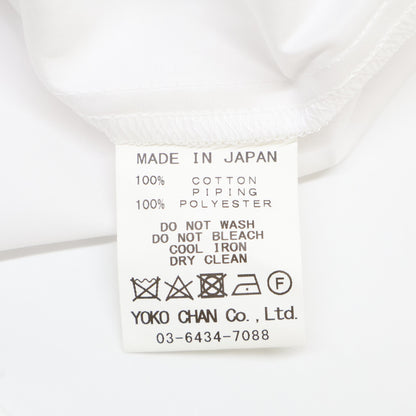 MADE IN JAPAN
100% COTTON
PIPING
100% POLYESTER
DO NOT WASH
DO NOT BLEACH
COOL IRON
DRY CLEAN
F
YOKO CHAN Co., Ltd.
03-6434-7088